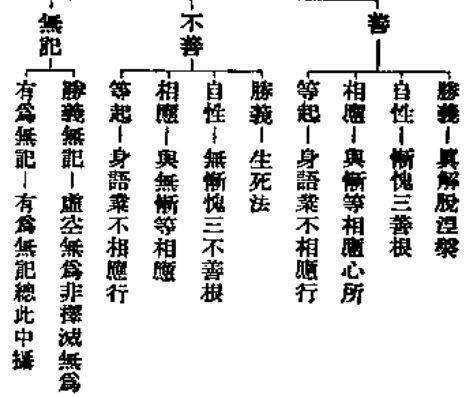 善
勝義―真解脫涅槃
自性―慚愧三善根
相應―與慚等相應心所
等起―身語業不相應行
不善
勝義―生死法
自性―無慚愧三不善根
相應―與無慚等相應
等起―身語業不相應行
無記
勝義無記―虛空無爲非擇滅無爲
有爲無記―有爲無記總此中攝